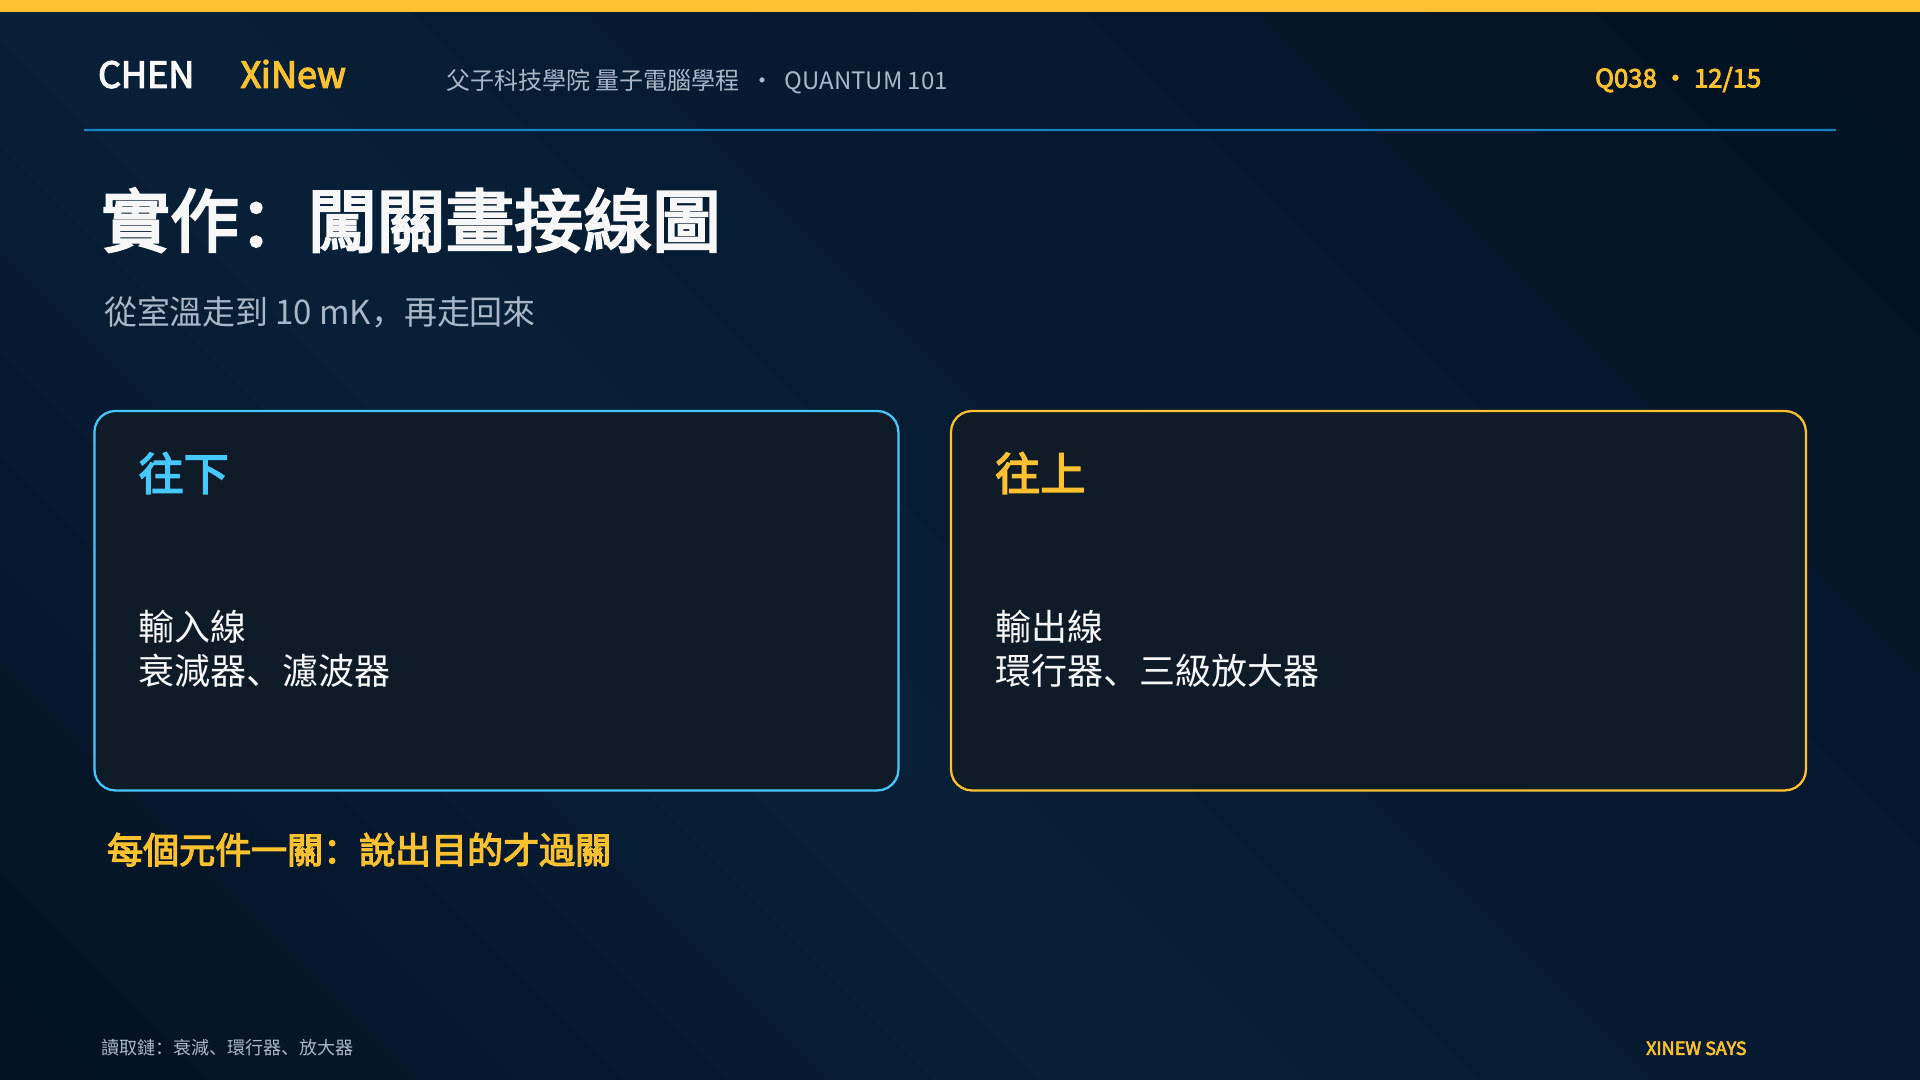 CHEN XiNew 父子科技學院 量子電腦學程 ・ QUANTUM 101 Q038 ・ 12/15
實作：闖關畫接線圖
從室溫走到 10 mK，再走回來
往下
輸入線
衰減器、濾波器
往上
輸出線
環行器、三級放大器
每個元件一關：說出目的才過關
讀取鏈：衰減、環行器、放大器
XINEW SAYS